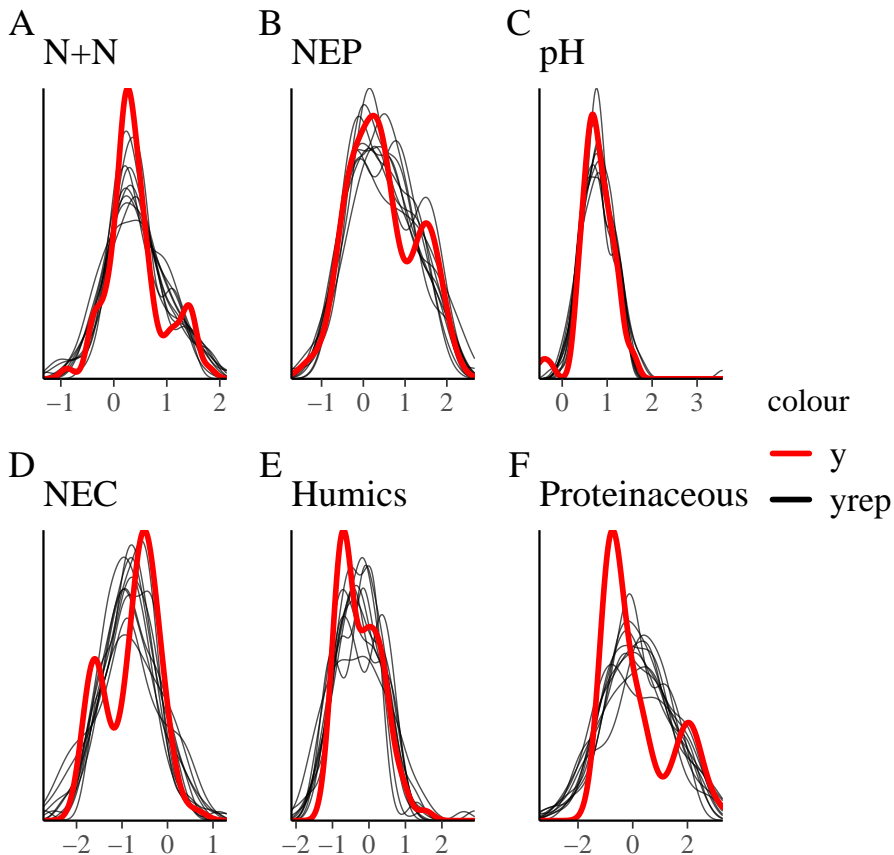 A
N+N
−1 0 1 2
B
NEP
−1 0 1 2
C
pH
0 1 2 3
colour
y
yrep
D
NEC
−2 −1 0 1
E
Humics
−2 −1 0 1 2
F
Proteinaceous
−2 0 2